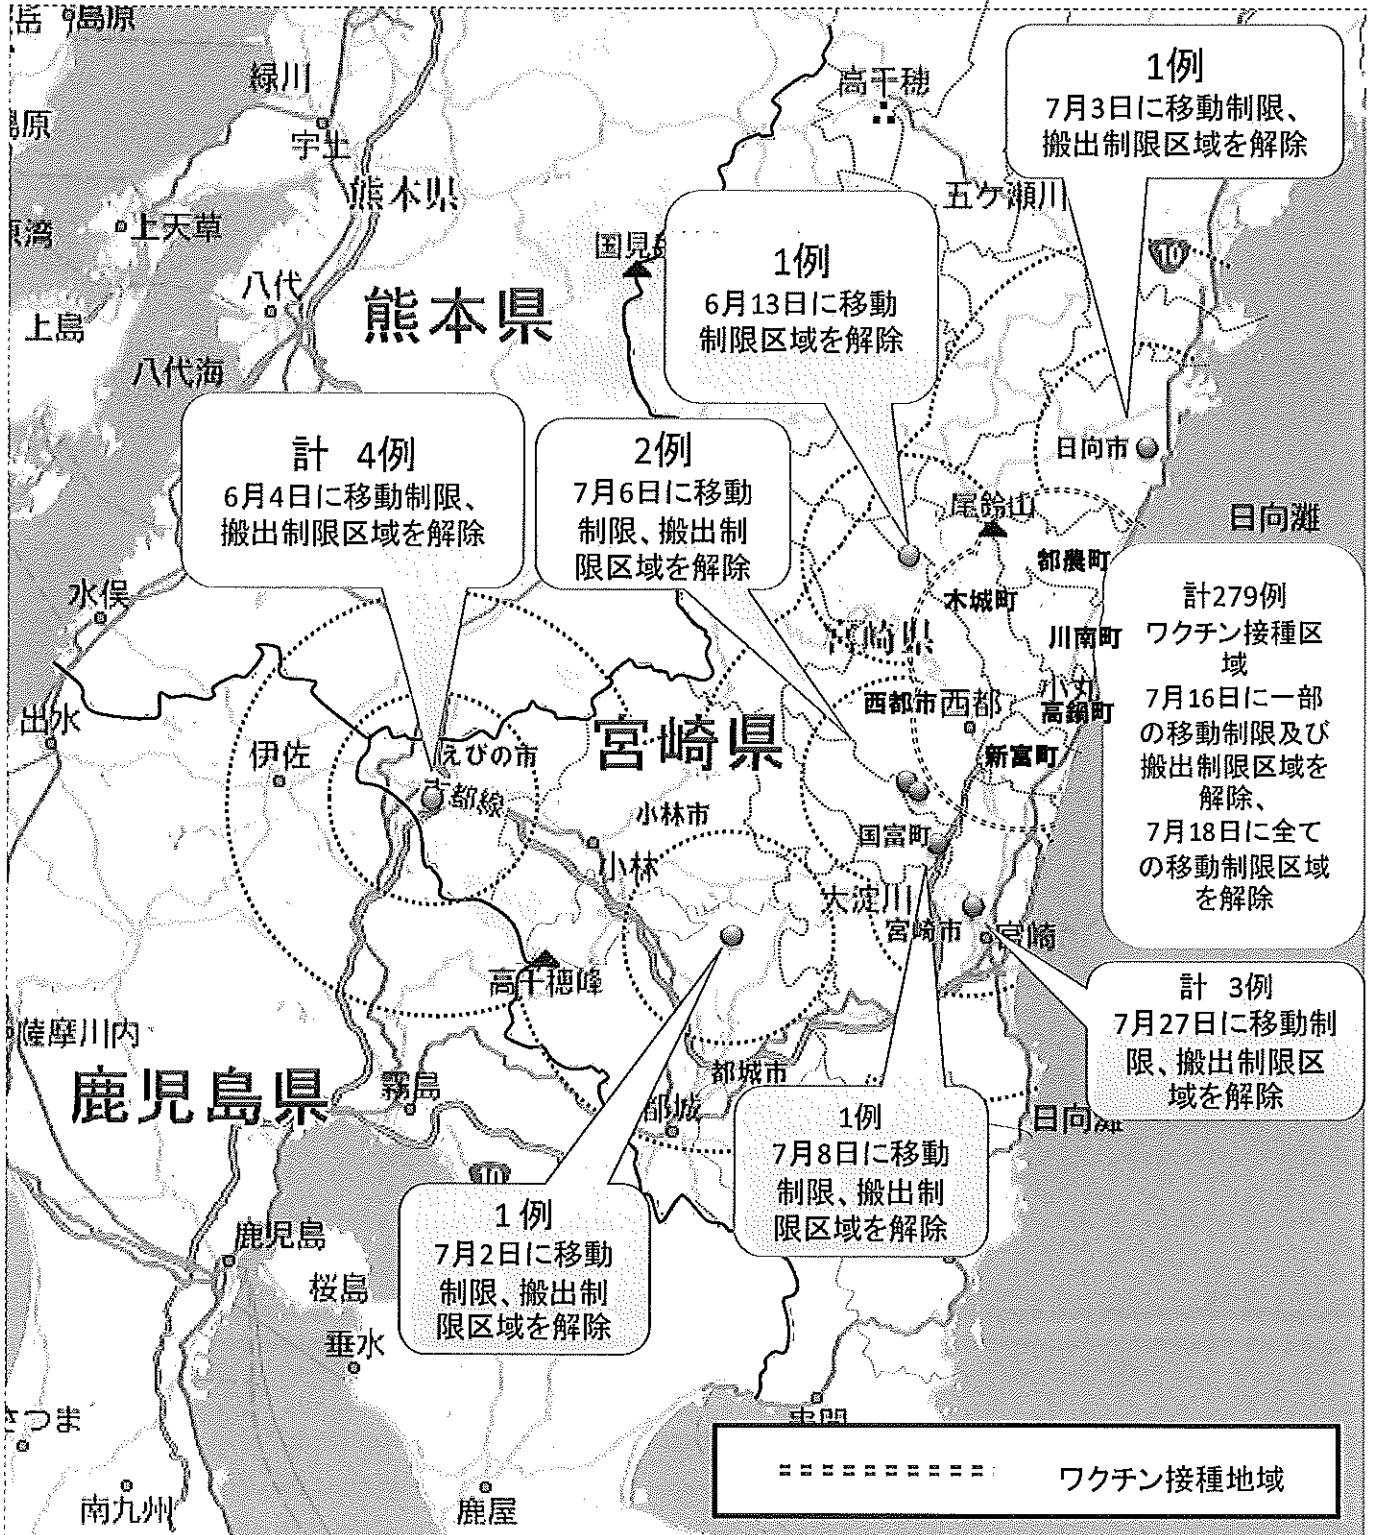 島原
緑川
宇土
熊本県
上天草
八代
上島
八代海
熊本県
高千穂
五ケ瀬川
10
1例
7月3日に移動制限、
搬出制限区域を解除
1例
6月13日に移動
制限区域を解除
計 4例
6月4日に移動制限、
搬出制限区域を解除
2例
7月6日に移動
制限、搬出制
限区域を解除
日向市
尾鈴山
日向灘
都農町
木城町
川南町
宮崎県
小丸
西都市
西都
高鍋町
新富町
計279例
ワクチン接種区
域
7月16日に一部
の移動制限及び
搬出制限区域を
解除、
7月18日に全て
の移動制限区域
を解除
水俣
出水
伊佐
えびの市
宮崎県
小林市
小林
国富町
大淀川
宮崎市
宮崎
高千穂峰
薩摩川内
鹿児島県
霧島
都城市
都城
日向灘
計 3例
7月27日に移動制
限、搬出制限区
域を解除
1例
7月8日に移動
制限、搬出制
限区域を解除
10
1例
7月2日に移動
制限、搬出制
限区域を解除
鹿児島
桜島
垂水
串間
さつま
南九州
鹿屋
ワクチン接種地域